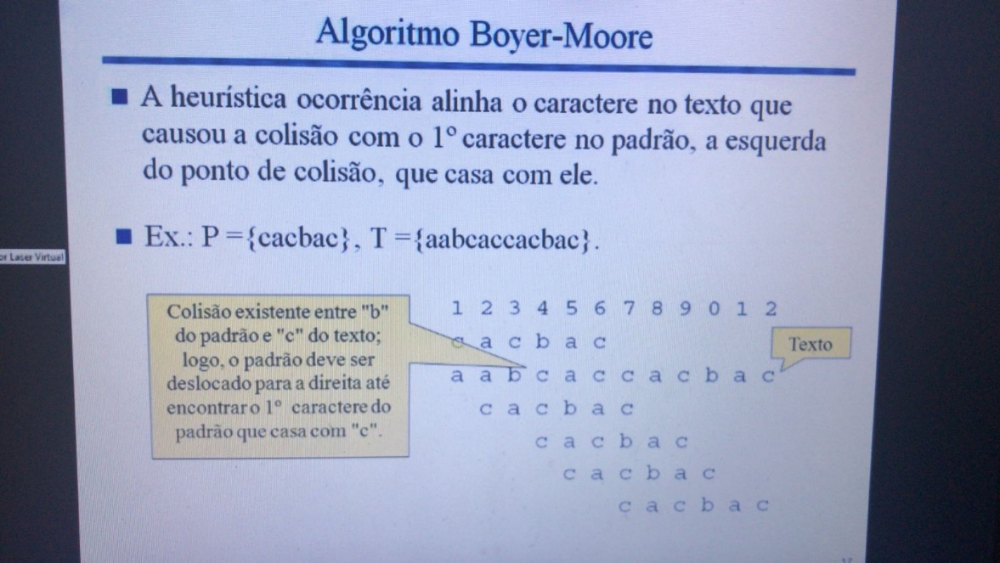 Algoritmo Boyer-Moore
A heurística ocorrência alinha o caractere no texto que
causou a colisão com o 1º caractere no padrão, a esquerda
do ponto de colisão, que casa com ele.
Ex.: P ={cacbac}, T ={aabcaccacbac}.
or Laser Virtual
Colisão existente entre "b"
do padrão e "c" do texto;
logo, o padrão deve ser
deslocado para a direita até
encontrar o 1º caractere do
padrão que casa com "c".
1 2 3 4 5 6 7 8 9 0 1 2
c a c b a c
Texto
a a b c a c c a c b a c
c a c b a c
c a c b a c
c a c b a c
c a c b a c